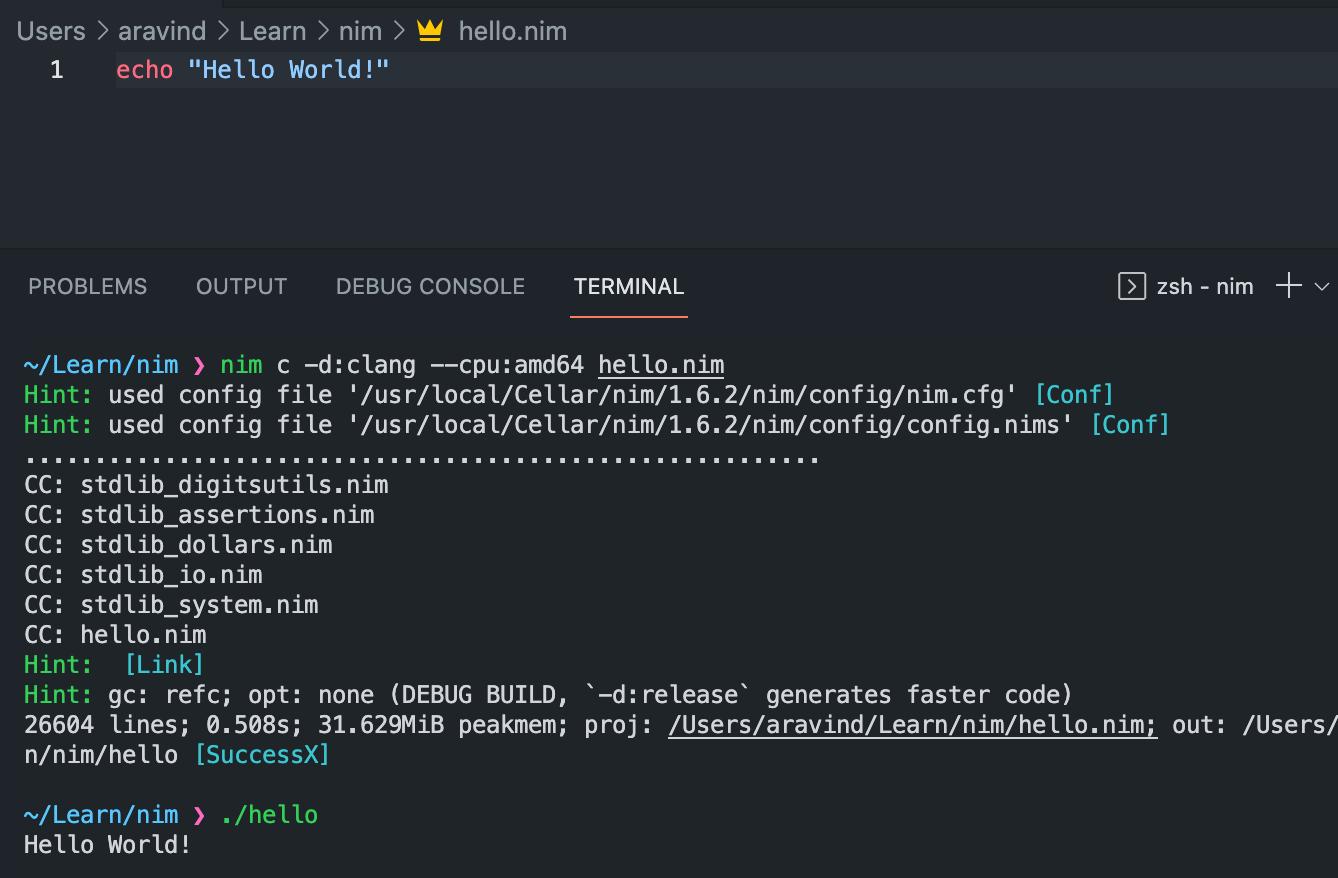 Users > aravind > Learn > nim > hello.nim
1 echo "Hello World!"
PROBLEMS OUTPUT DEBUG CONSOLE TERMINAL zsh - nim
~/Learn/nim ❯ nim c -d:clang --cpu:amd64 hello.nim
Hint: used config file '/usr/local/Cellar/nim/1.6.2/nim/config/nim.cfg' [Conf]
Hint: used config file '/usr/local/Cellar/nim/1.6.2/nim/config/config.nims' [Conf]
.........................................................
CC: stdlib_digitsutils.nim
CC: stdlib_assertions.nim
CC: stdlib_dollars.nim
CC: stdlib_io.nim
CC: stdlib_system.nim
CC: hello.nim
Hint:  [Link]
Hint: gc: refc; opt: none (DEBUG BUILD, `-d:release` generates faster code)
26604 lines; 0.508s; 31.629MiB peakmem; proj: /Users/aravind/Learn/nim/hello.nim; out: /Users/
n/nim/hello [SuccessX]
~/Learn/nim ❯ ./hello
Hello World!